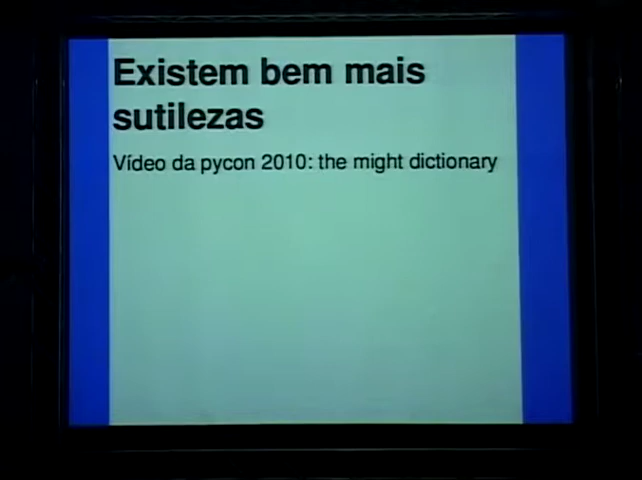 Existem bem mais
sutilezas
Vídeo da pycon 2010: the might dictionary